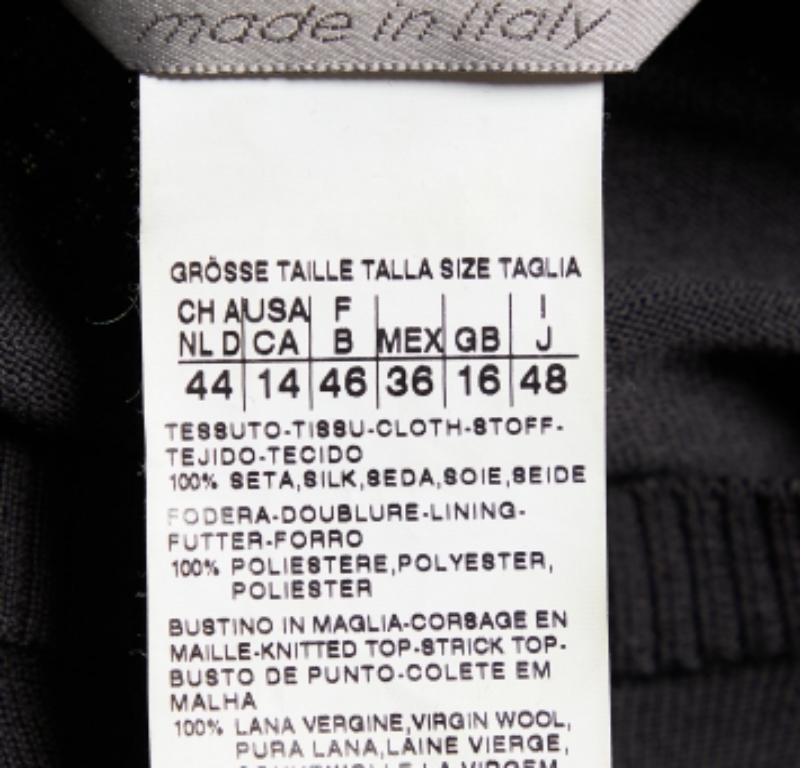 made in Italy
GRÖSSE TAILLE TALLA SIZE TAGLIA
CH A USA F I
NL D CA B MEX GB J
44 14 46 36 16 48
TESSUTO-TISSU-CLOTH-STOFF-
TEJIDO-TECIDO
100% SETA,SILK,SEDA,SOIE,SEIDE
FODERA-DOUBLURE-LINING-
FUTTER-FORRO
100% POLIESTERE,POLYESTER,
POLIESTER
BUSTINO IN MAGLIA-CORSAGE EN
MAILLE-KNITTED TOP-STRICK TOP-
BUSTO DE PUNTO-COLETE EM
MALHA
100% LANA VERGINE,VIRGIN WOOL,
PURA LANA,LAINE VIERGE,